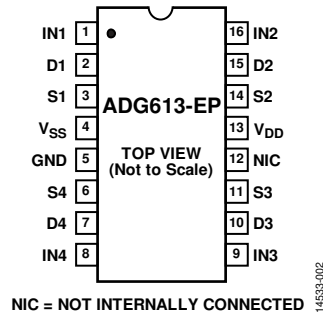 IN1 1 16 IN2
D1 2 15 D2
S1 3 14 S2
ADG613-EP
VSS 4 13 VDD
TOP VIEW
GND 5 12 NIC
(Not to Scale)
S4 6 11 S3
D4 7 10 D3
IN4 8 9 IN3
NIC = NOT INTERNALLY CONNECTED
14533-002